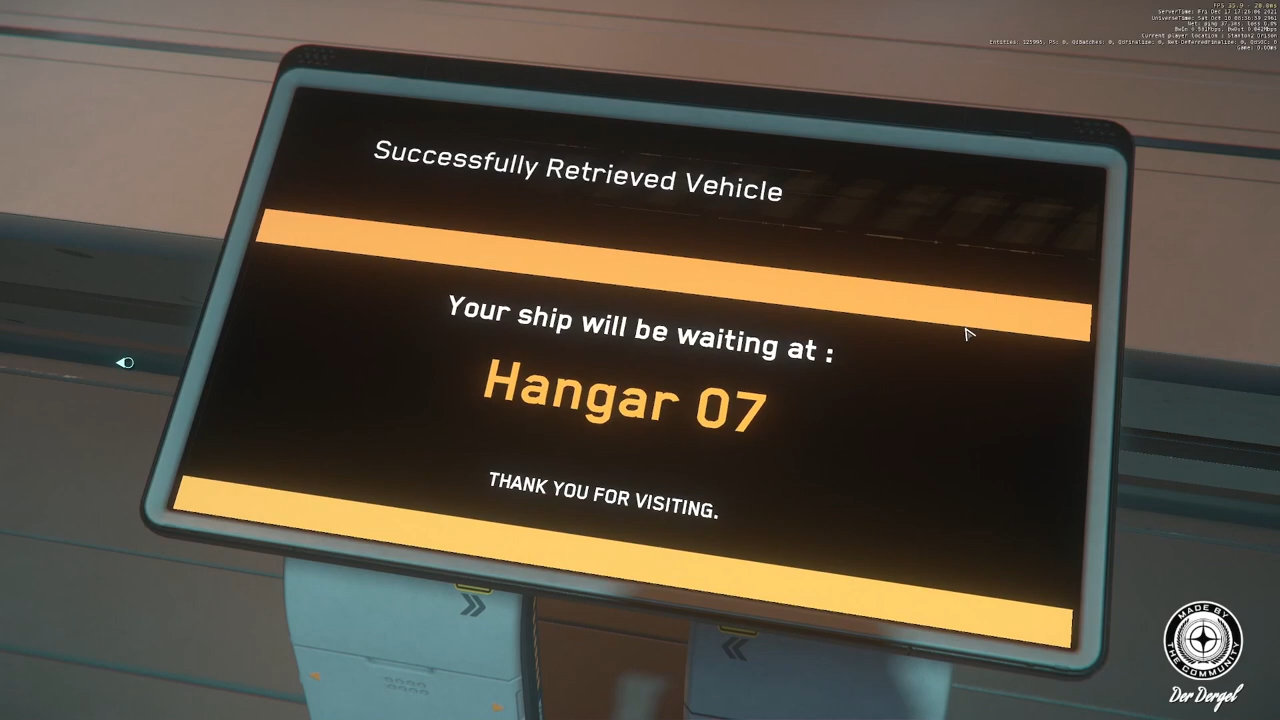 Successfully Retrieved Vehicle
Your ship will be waiting at :
Hangar 07
THANK YOU FOR VISITING.
MADE BY
THE COMMUNITY
Der Dergel